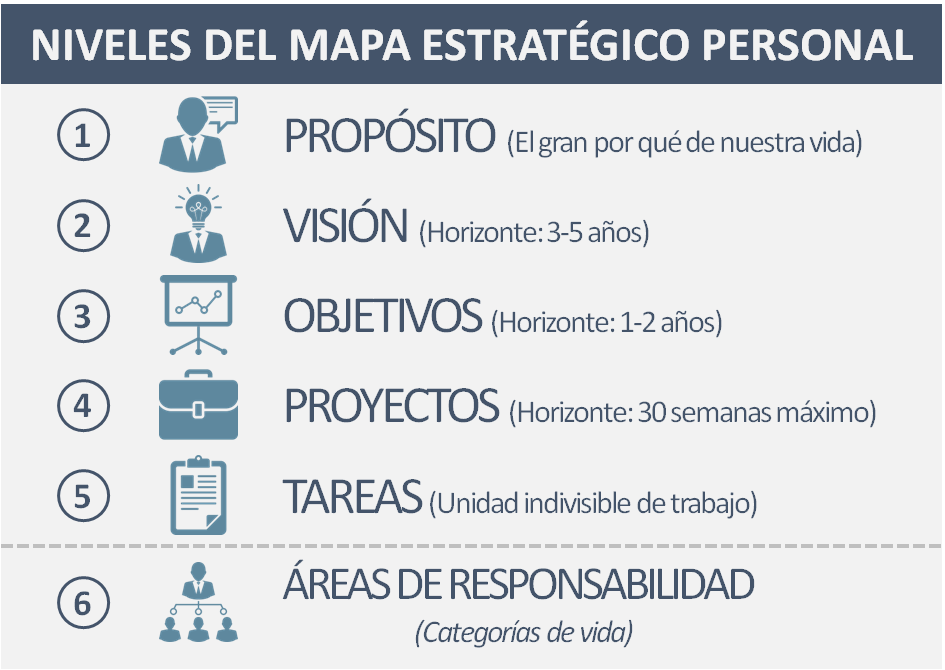 NIVELES DEL MAPA ESTRATÉGICO PERSONAL
1 PROPÓSITO (El gran por qué de nuestra vida)
2 VISIÓN (Horizonte: 3-5 años)
3 OBJETIVOS (Horizonte: 1-2 años)
4 PROYECTOS (Horizonte: 30 semanas máximo)
5 TAREAS (Unidad indivisible de trabajo)
6 ÁREAS DE RESPONSABILIDAD
(Categorías de vida)